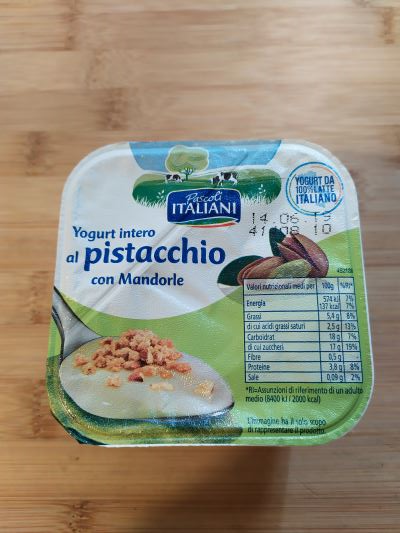 Pascoli
ITALIANI
YOGURT DA
100% LATTE
ITALIANO
14.06.19
41 08 10
Yogurt intero
al pistacchio
con Mandorle
Valori nutrizionali medi per 100g %RI*
Energia 574 kJ
137 kcal 7%
Grassi 5,4 g 8%
di cui acidi grassi saturi 2,5 g 13%
Carboidrati 18 g 7%
di cui zuccheri 17 g 19%
Fibre 0,5 g
Proteine 3,8 g 8%
Sale 0,09 g 2%
*RI=Assunzioni di riferimento di un adulto
medio (8400 kJ / 2000 kcal)
L'immagine ha il solo scopo
di rappresentare il prodotto.